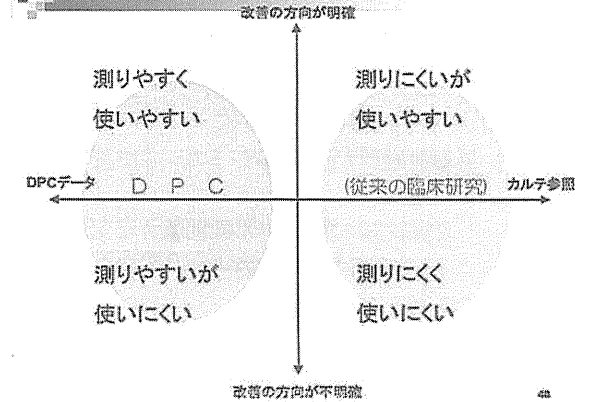 改善の方向が明確
測りやすく
使いやすい
測りにくいが
使いやすい
DPCデータ
D P C
(従来の臨床研究)
カルテ参照
測りやすいが
使いにくい
測りにくく
使いにくい
改善の方向が不明確